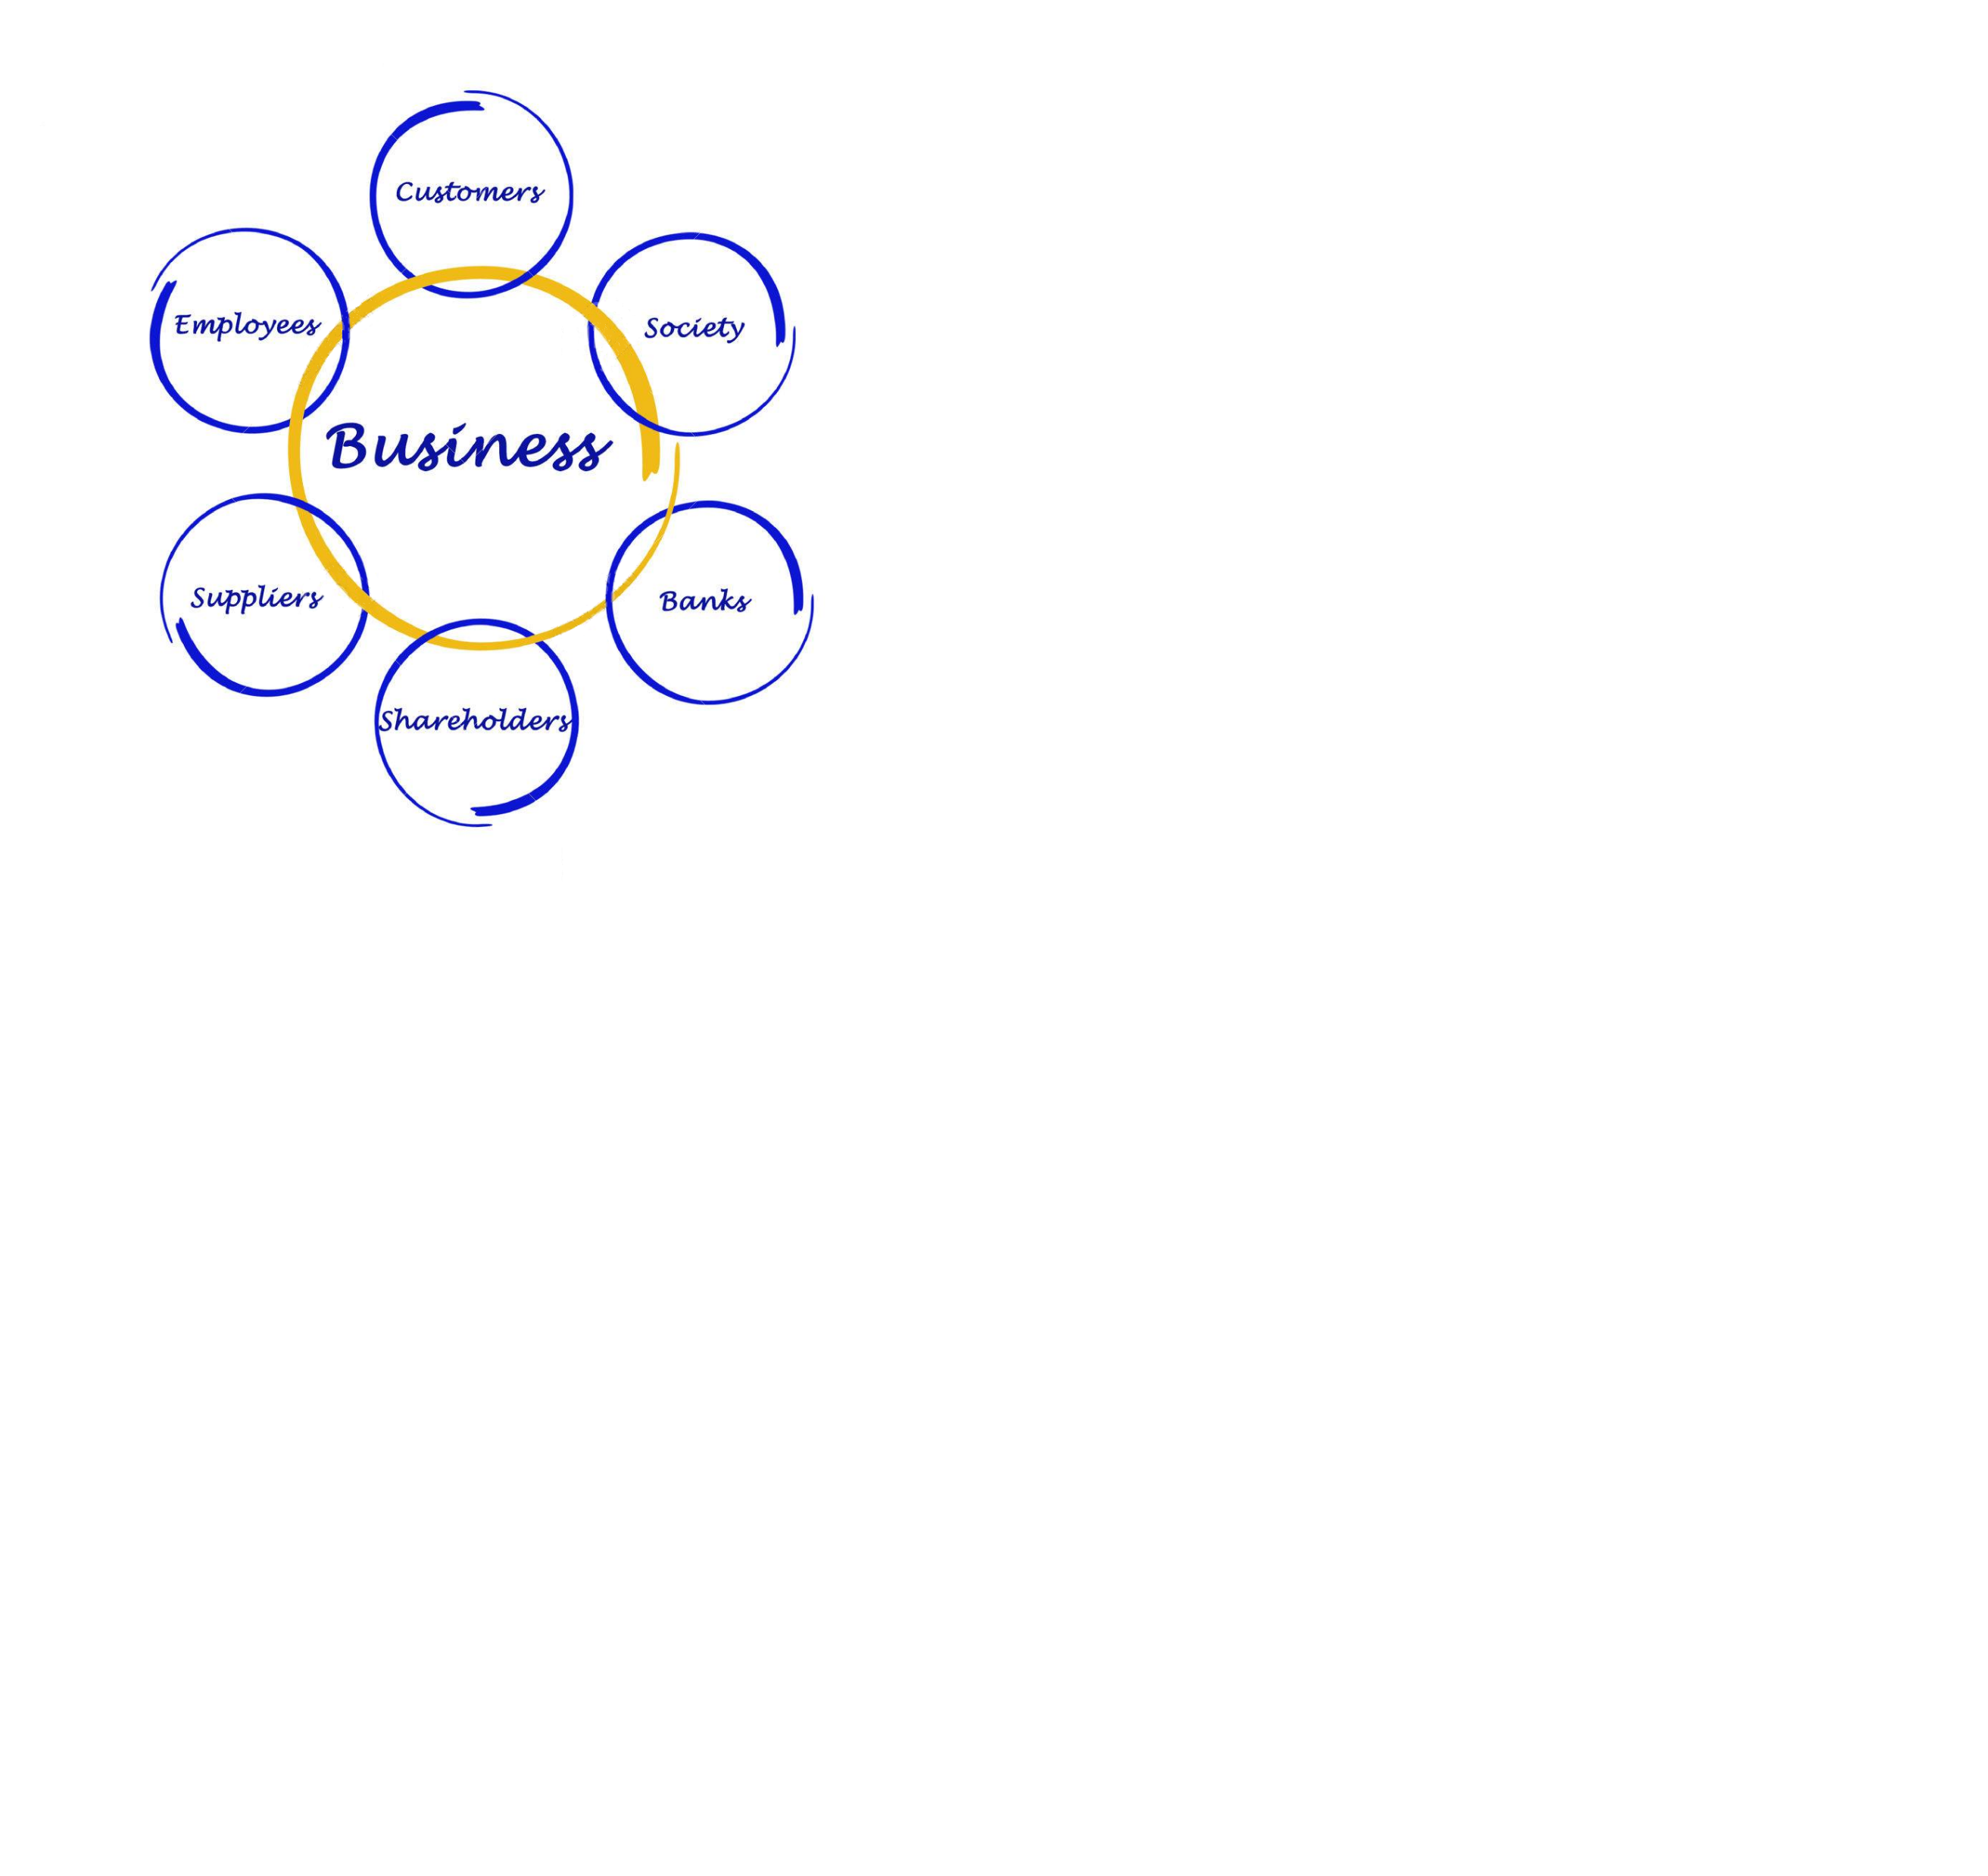 Customers
Employees
Society
Business
Suppliers
Banks
Shareholders